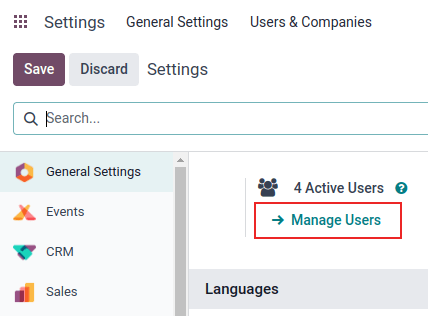 Settings General Settings Users & Companies
Save Discard Settings
Search...
General Settings
4 Active Users ?
Manage Users
Events
CRM
Languages
Sales